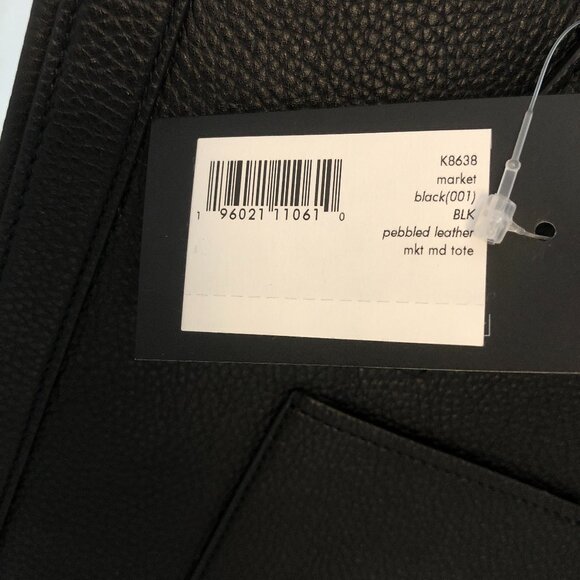 K8638
market
black(001)
BLK
pebbled leather
mkt md tote
1 96021 11061 0